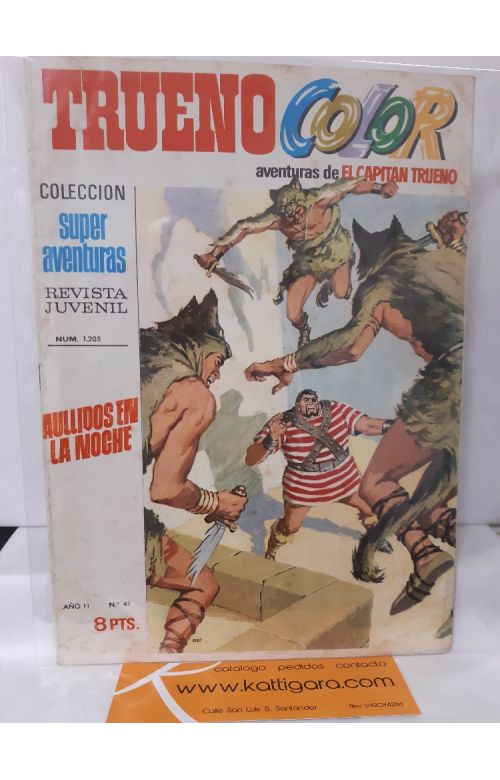 TRUENO COLOR
aventuras de EL CAPITAN TRUENO
COLECCION
super
aventuras
REVISTA
JUVENIL
NUM. 1.205
AULLIDOS EN
LA NOCHE
AÑO II N.º 41
8 PTS.
catalogo pedidos contacto
www.kattigara.com
Calle San Luis 5, Santander